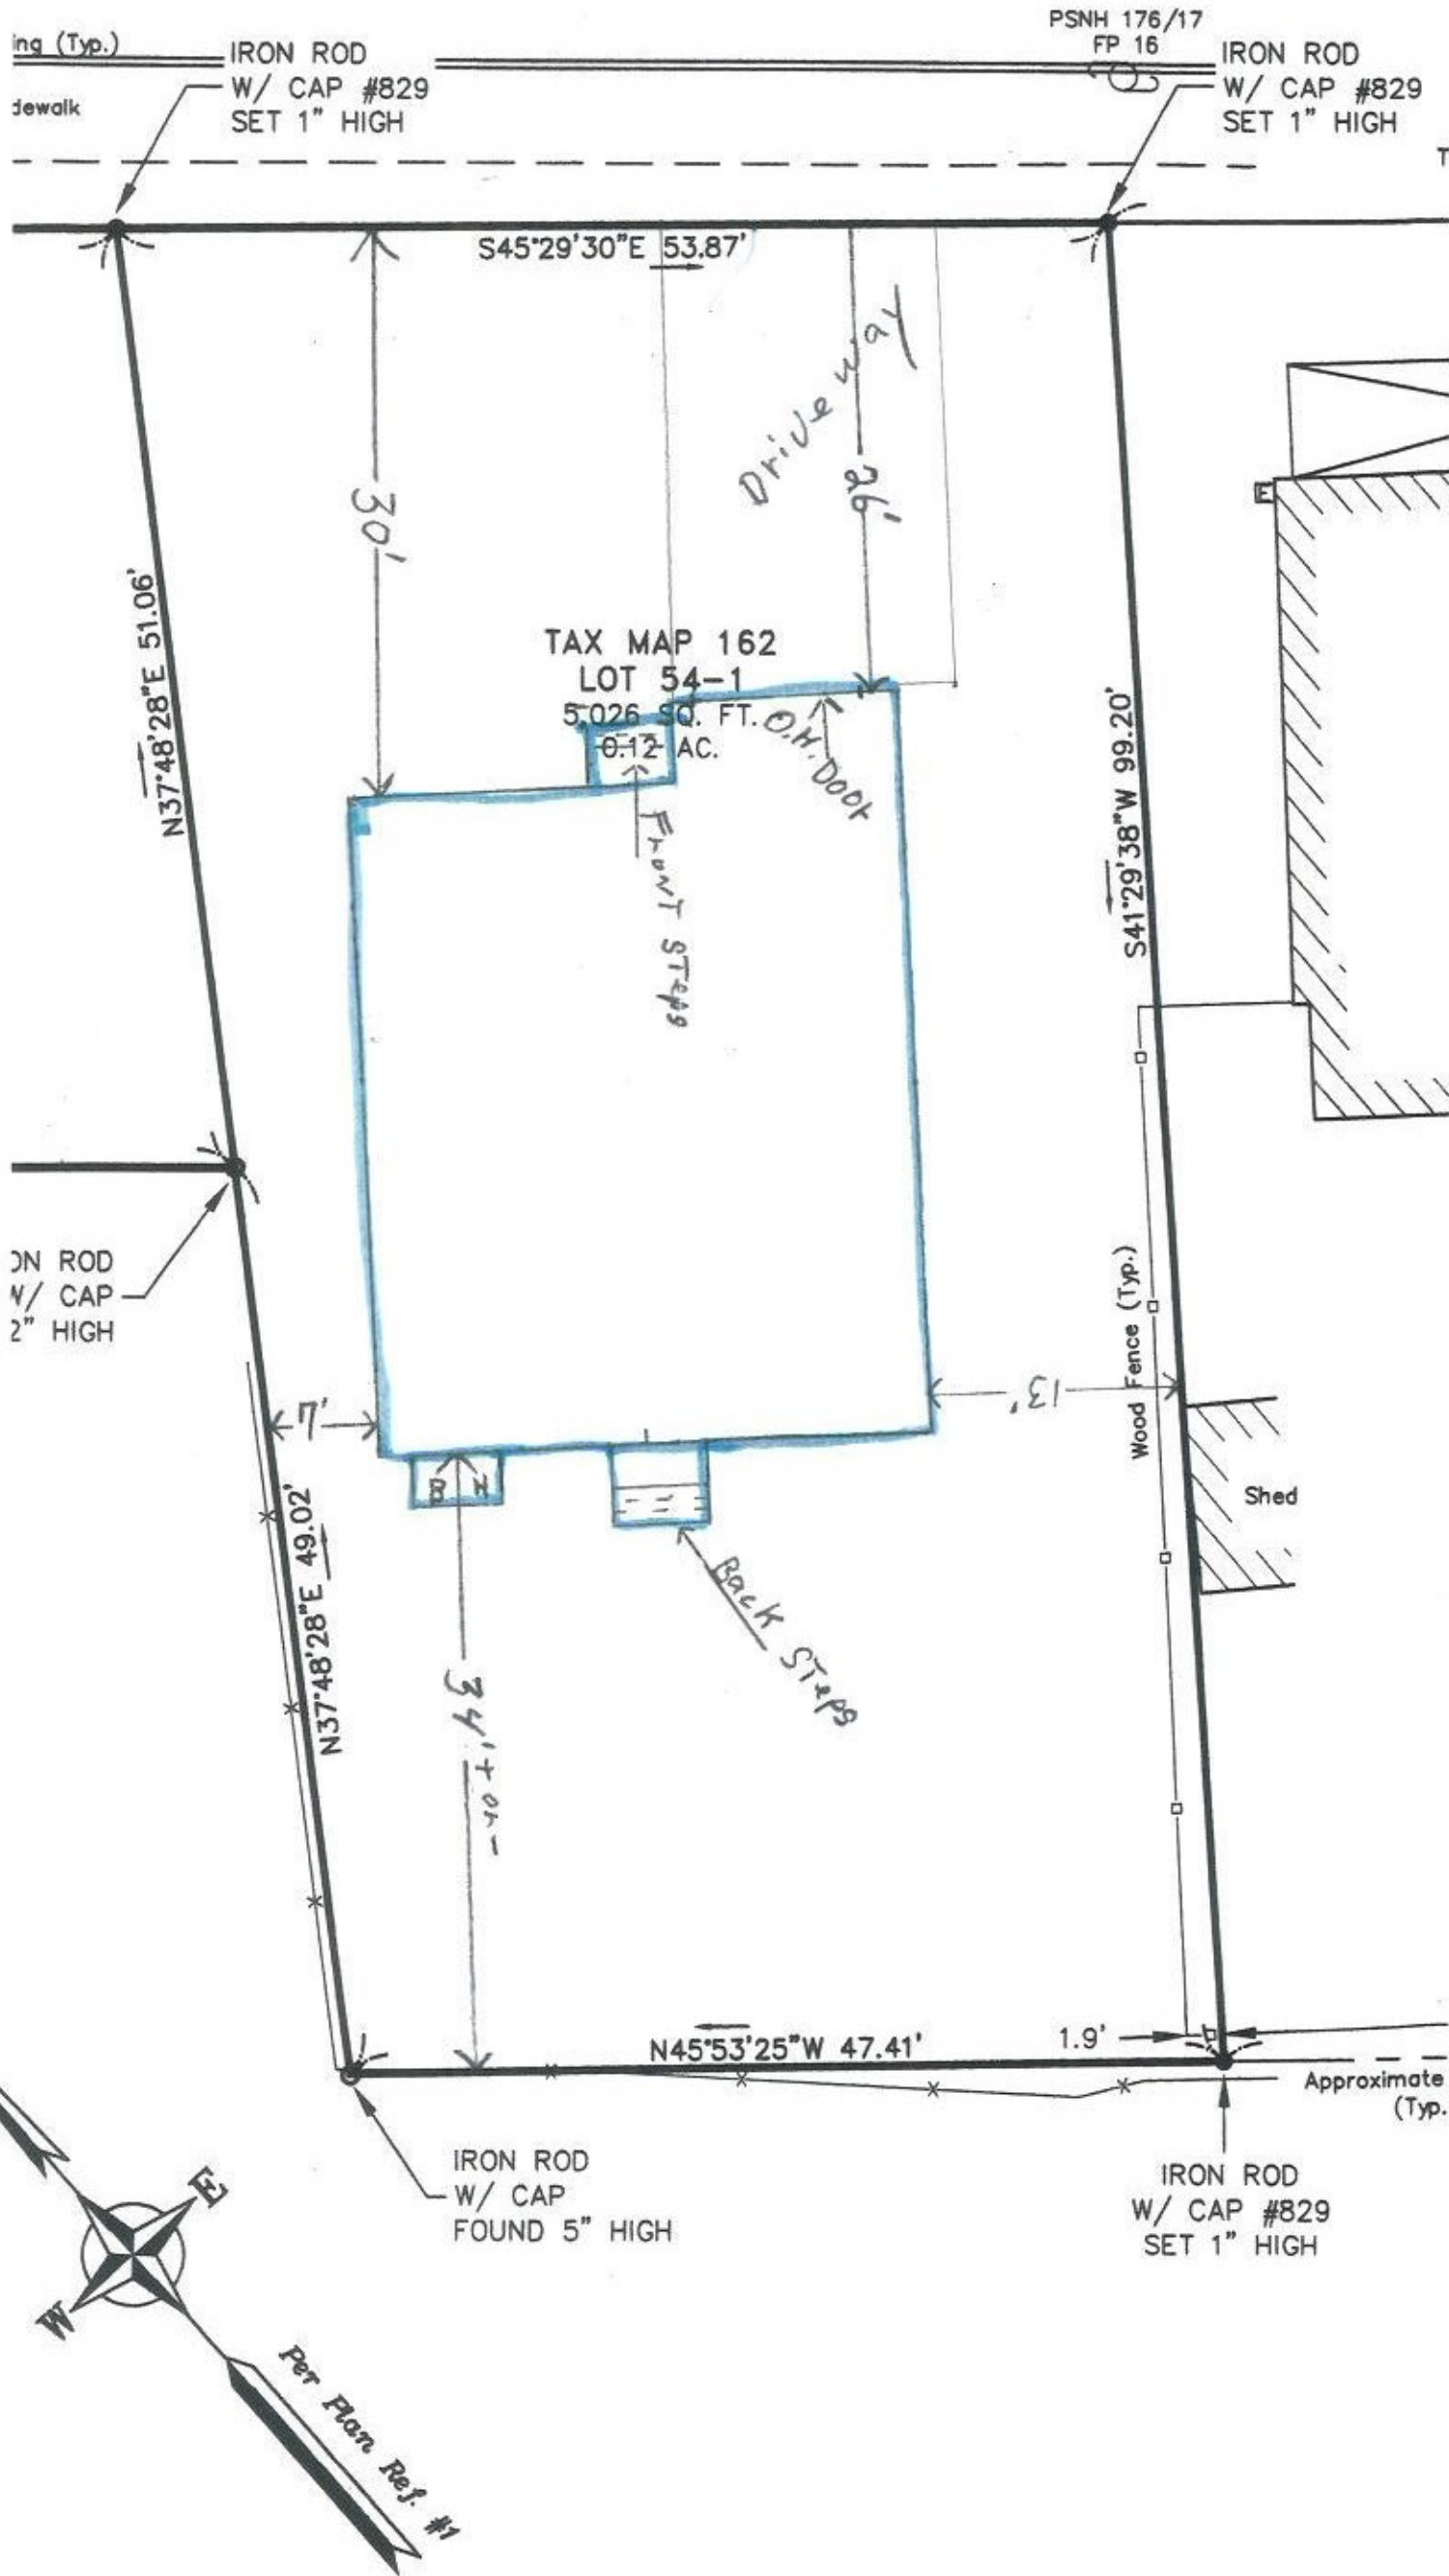 PSNH 176/17
FP 16
ing (Typ.)
IRON ROD
W/ CAP #829
SET 1" HIGH
IRON ROD
W/ CAP #829
SET 1" HIGH
dewalk
T
S45°29'30"E 53.87'
Drive way
30'
26'
N37°48'28"E 51.06'
TAX MAP 162
LOT 54-1
5,026 SQ. FT.
0.12 AC.
O.H. Door
Front Steps
S41°29'38"W 99.20'
E
ON ROD
W/ CAP
2" HIGH
Wood Fence (Typ.)
7'
13'
B H
Shed
N37°48'28"E 49.02'
Back Steps
34' + or -
N45°53'25"W 47.41'
1.9'
Approximate
(Typ.
IRON ROD
W/ CAP
FOUND 5" HIGH
IRON ROD
W/ CAP #829
SET 1" HIGH
E
W
Per Plan Ref. #1